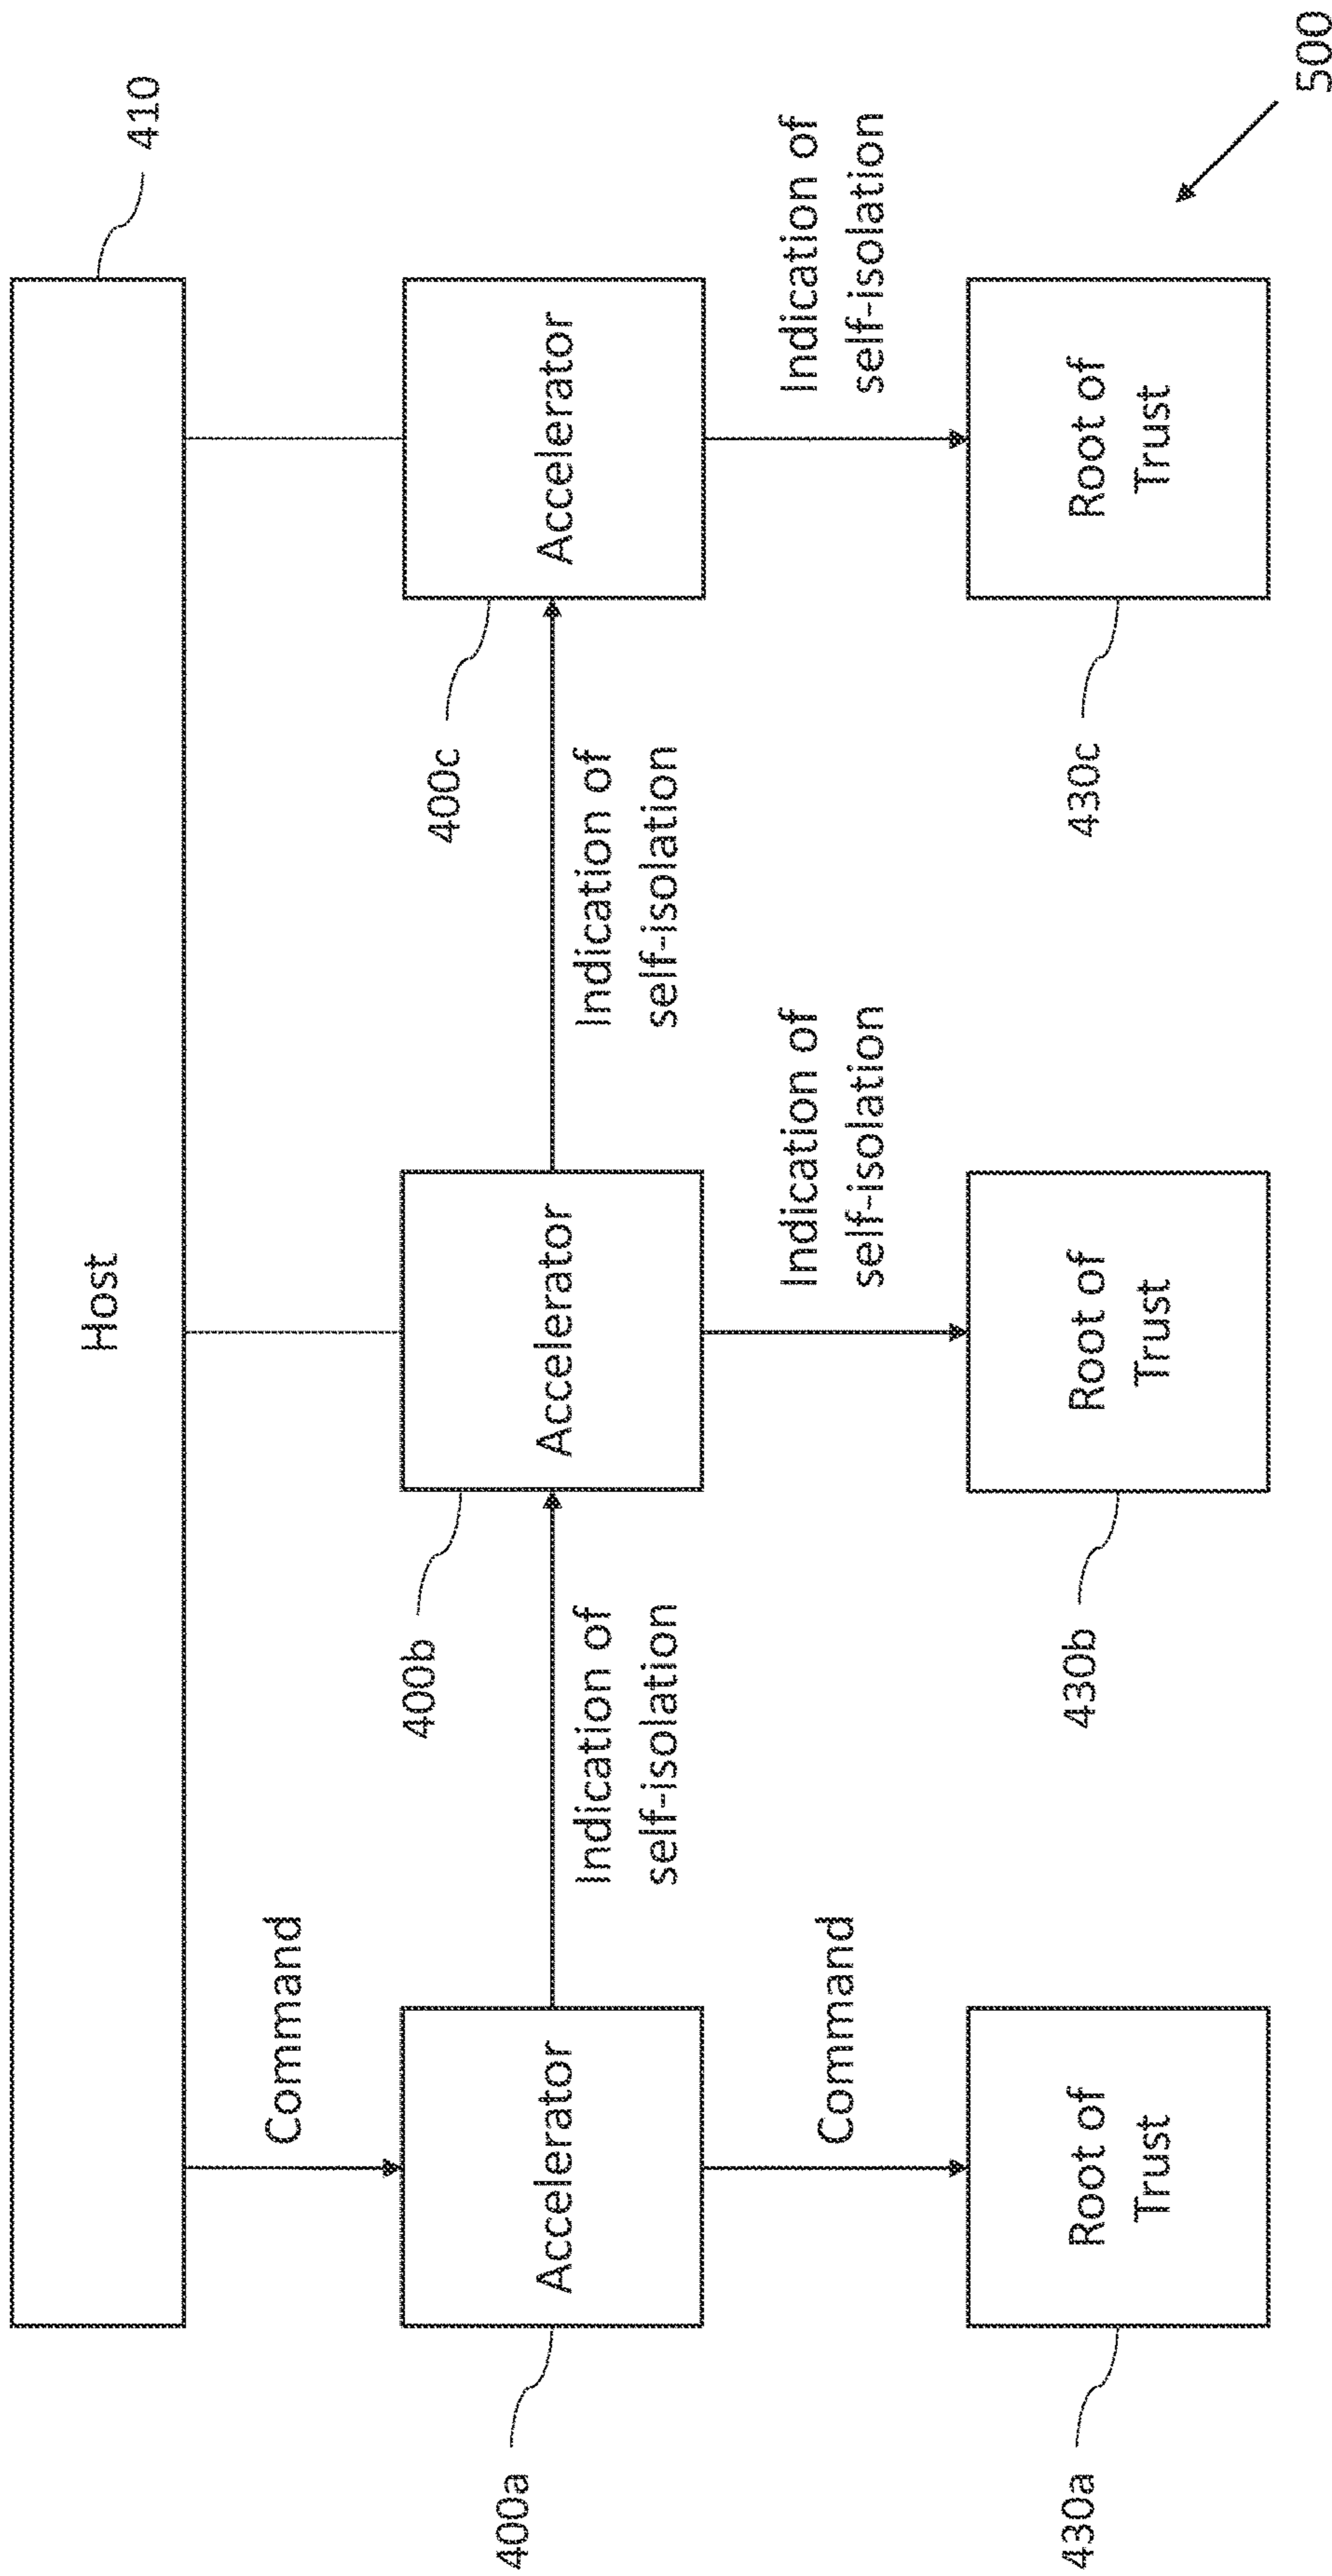 410
Host
Command
400a
Accelerator
Indication of
self-isolation
400b
Accelerator
Indication of
self-isolation
400c
Accelerator
Command
Indication of
self-isolation
Indication of
self-isolation
430a
Root of
Trust
430b
Root of
Trust
430c
Root of
Trust
500